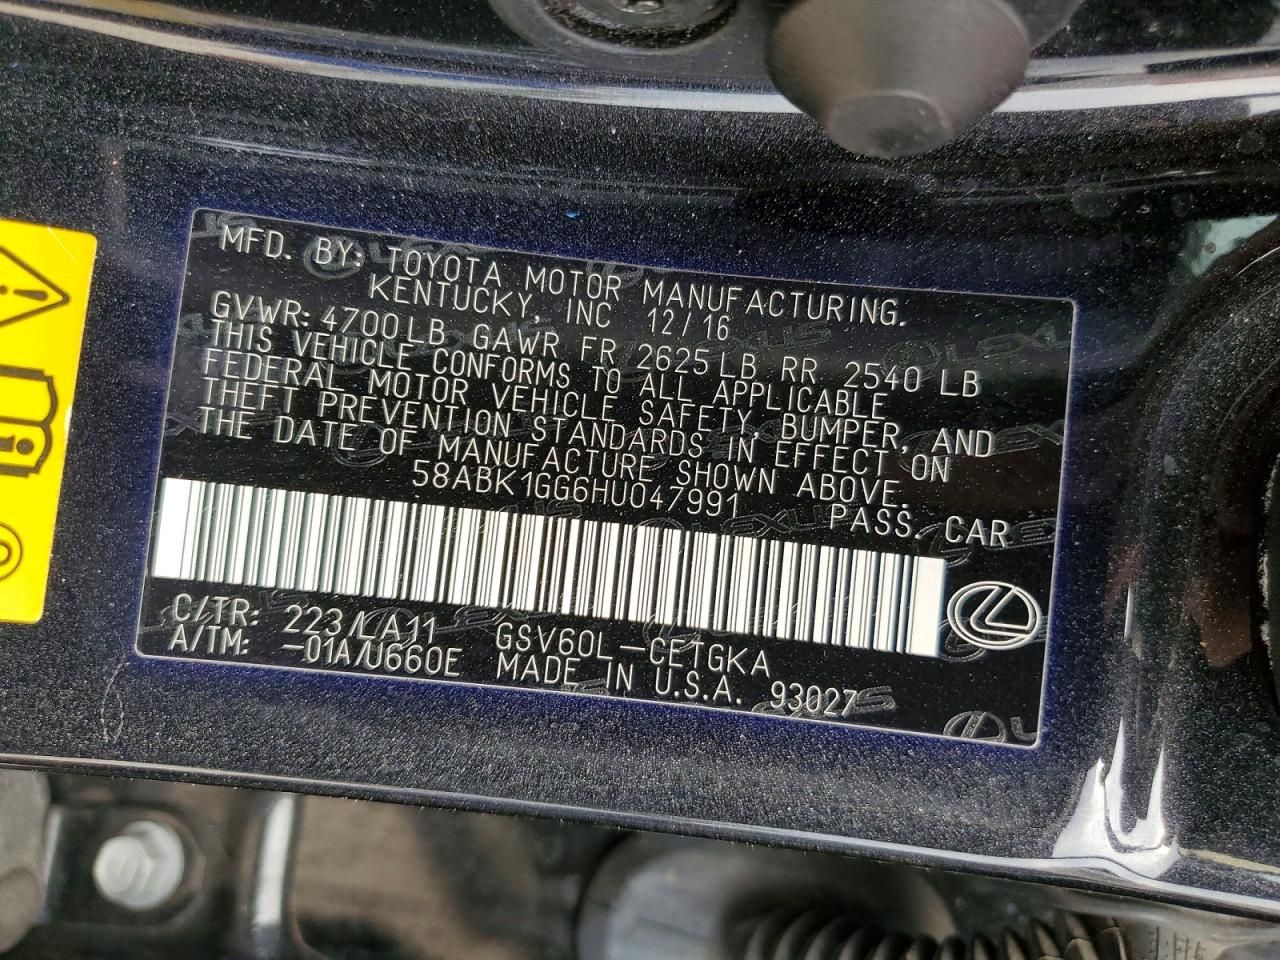 MFD. BY: TOYOTA MOTOR MANUFACTURING.
KENTUCKY, INC 12/16
GVWR: 4700LB GAWR FR 2625LB RR 2540 LB
THIS VEHICLE CONFORMS TO ALL APPLICABLE
FEDERAL MOTOR VEHICLE SAFETY, BUMPER, AND
THEFT PREVENTION STANDARDS IN EFFECT ON
THE DATE OF MANUFACTURE SHOWN ABOVE.
58ABK1GG6HU047991 PASS. CAR
C/TR: 223/LA11 GSV60L-CETGKA
A/TM: -01A/U660E MADE IN U.S.A. 93027